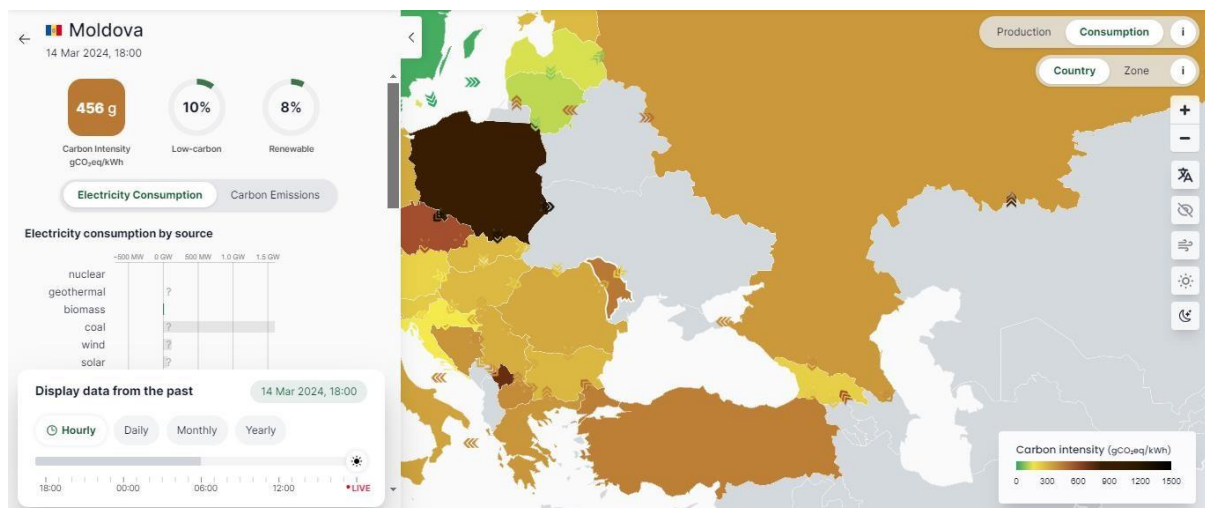 Moldova
14 Mar 2024, 18:00
456 g
10%
8%
Carbon Intensity
gCO₂eq/kWh
Low-carbon
Renewable
Electricity Consumption
Carbon Emissions
Electricity consumption by source
-500 MW 0 GW 500 MW 1.0 GW 1.5 GW
nuclear
geothermal ?
biomass
coal ?
wind ?
solar ?
Display data from the past
14 Mar 2024, 18:00
Hourly Daily Monthly Yearly
18:00 00:00 06:00 12:00 LIVE
Production Consumption i
Country Zone i
+
−
文A
Carbon intensity (gCO₂eq/kWh)
0 300 600 900 1200 1500